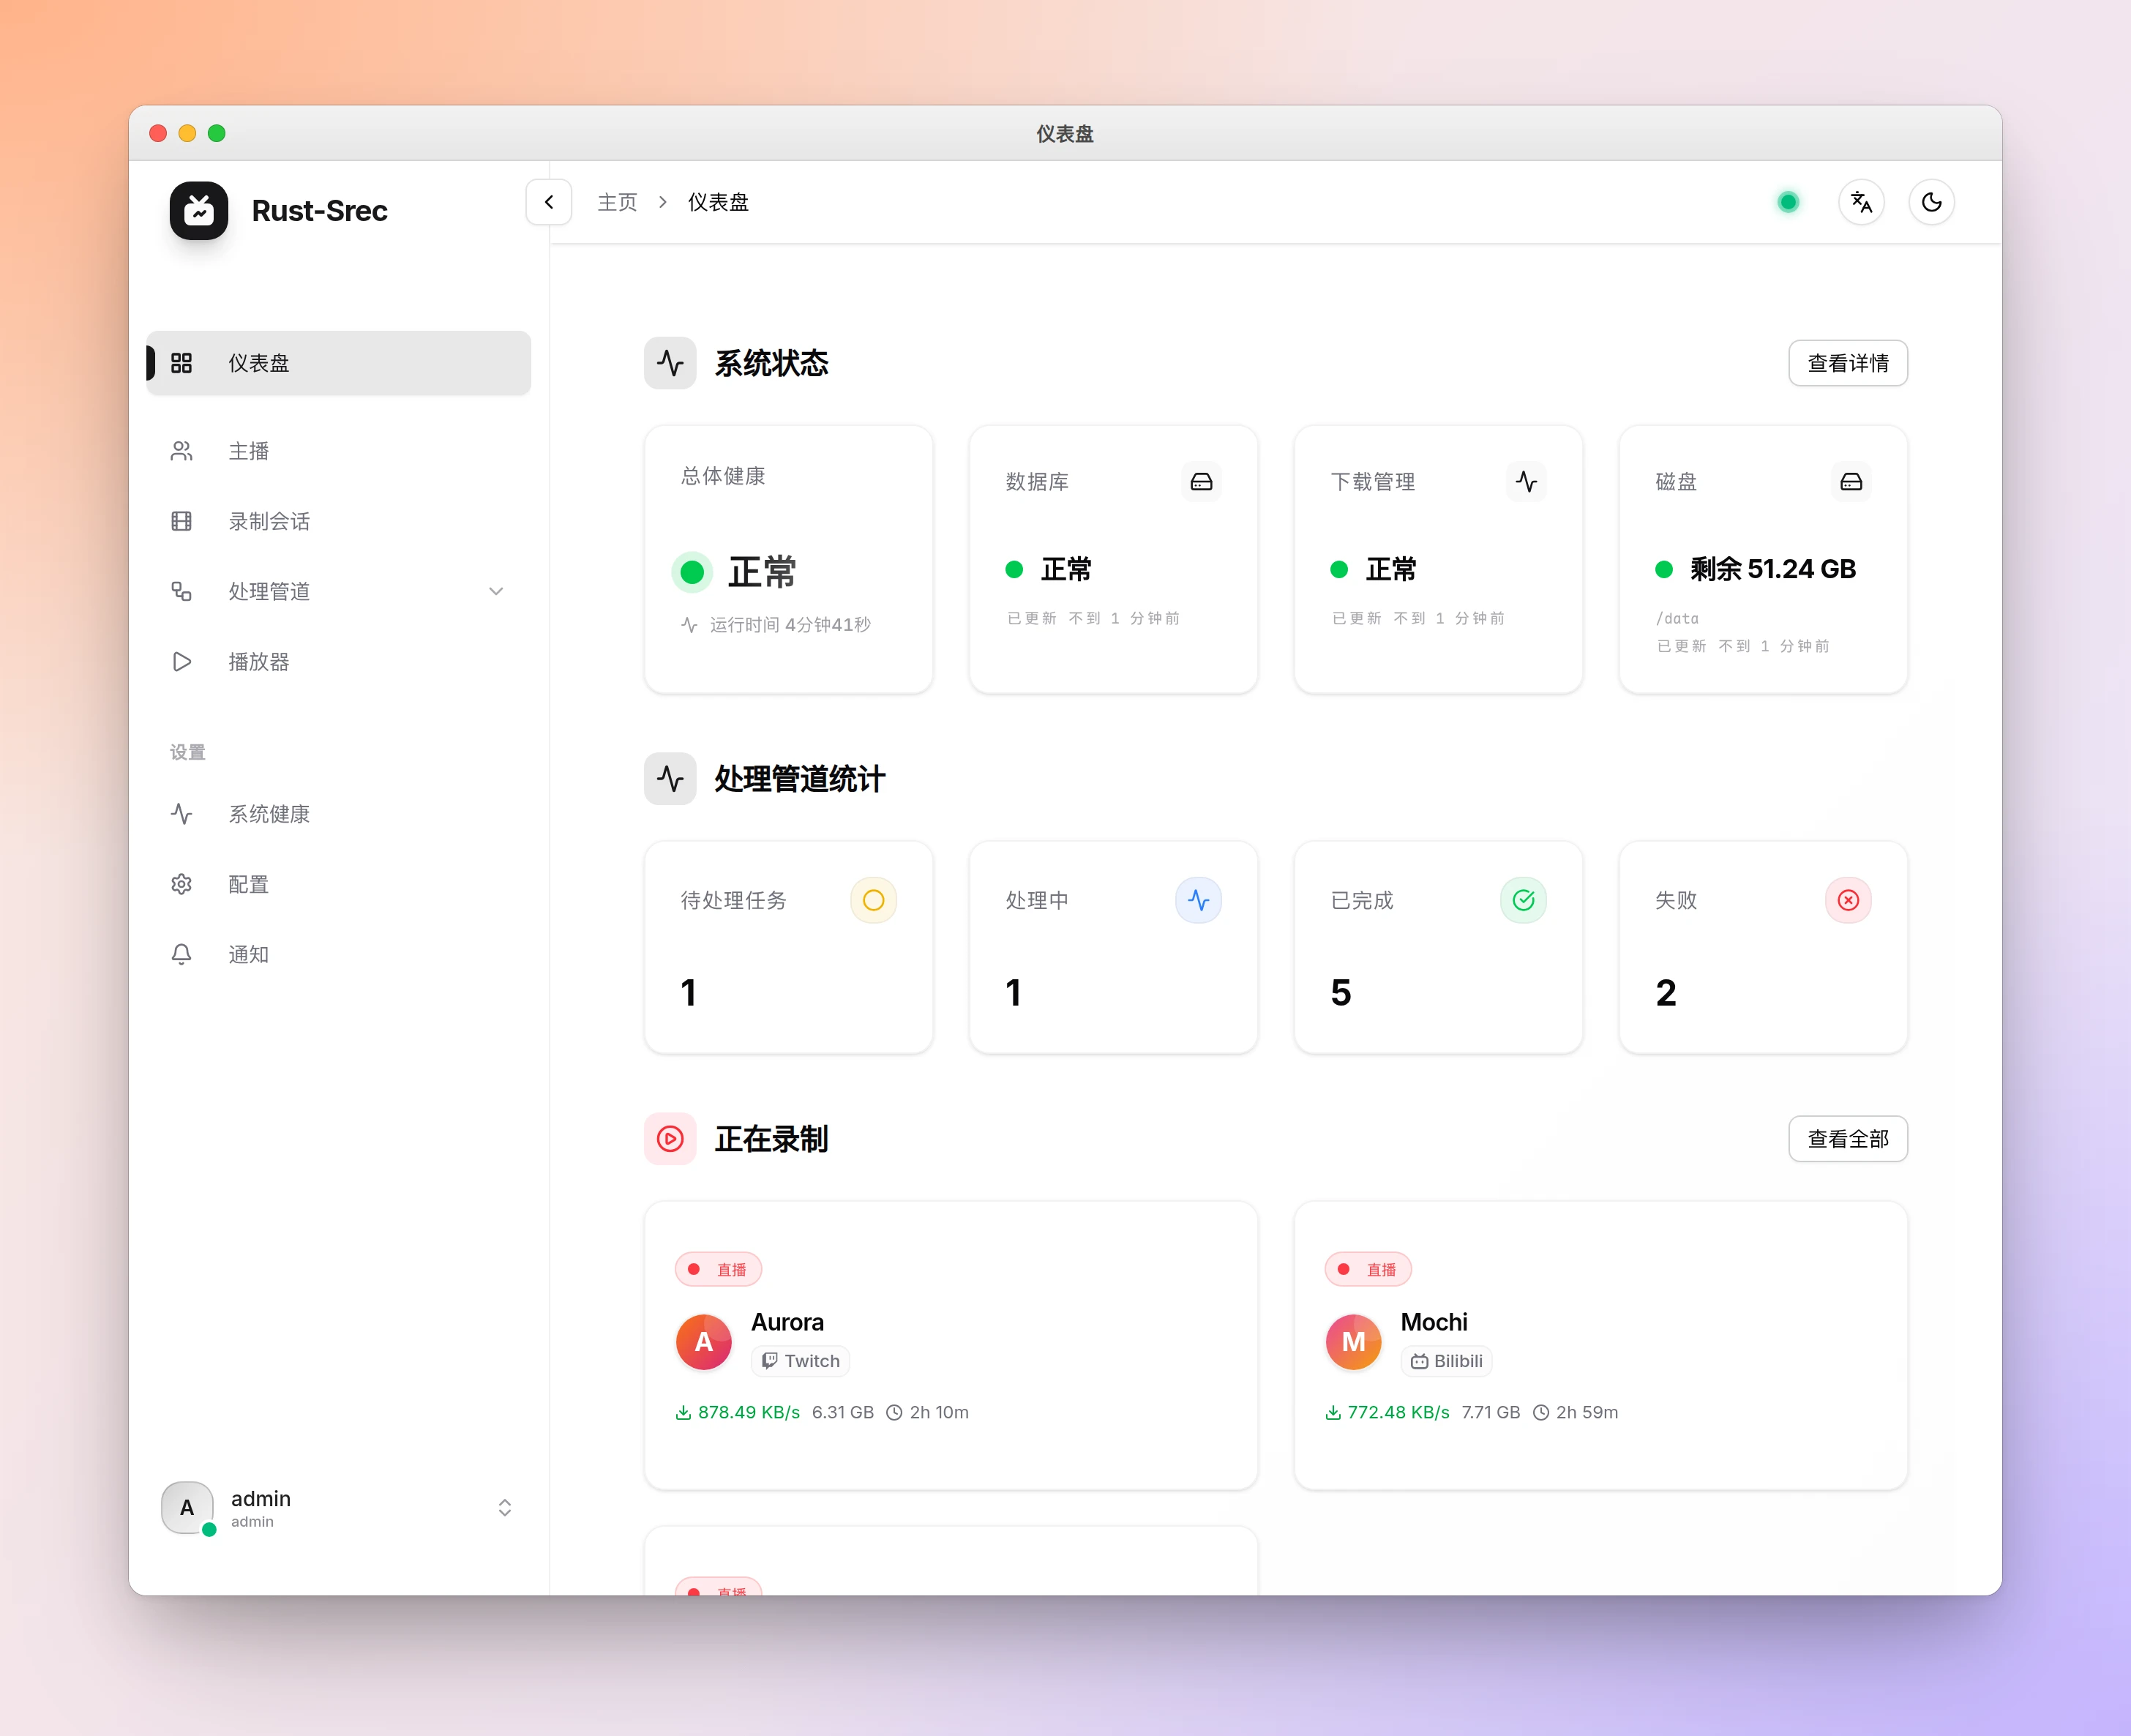 仪表盘
Rust-Srec
主页
仪表盘
仪表盘
主播
录制会话
处理管道
播放器
设置
系统健康
配置
通知
A
admin
admin
系统状态
查看详情
总体健康
正常
运行时间 4分钟41秒
数据库
正常
已更新 不到 1 分钟前
下载管理
正常
已更新 不到 1 分钟前
磁盘
剩余 51.24 GB
/data
已更新 不到 1 分钟前
处理管道统计
待处理任务
1
处理中
1
已完成
5
失败
2
正在录制
查看全部
直播
A
Aurora
Twitch
878.49 KB/s 6.31 GB 2h 10m
直播
M
Mochi
Bilibili
772.48 KB/s 7.71 GB 2h 59m
直播